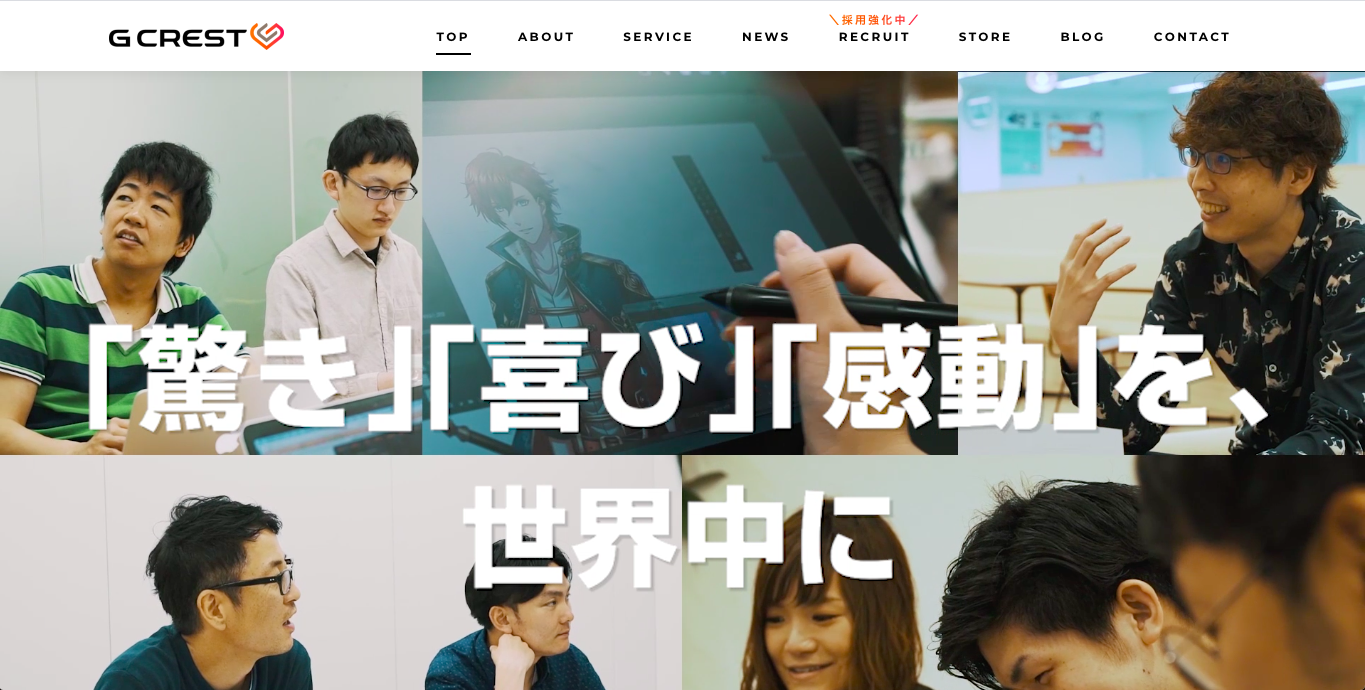 G CREST
TOP
ABOUT
SERVICE
NEWS
＼採用強化中／
RECRUIT
STORE
BLOG
CONTACT
「驚き」「喜び」「感動」を、
世界中に